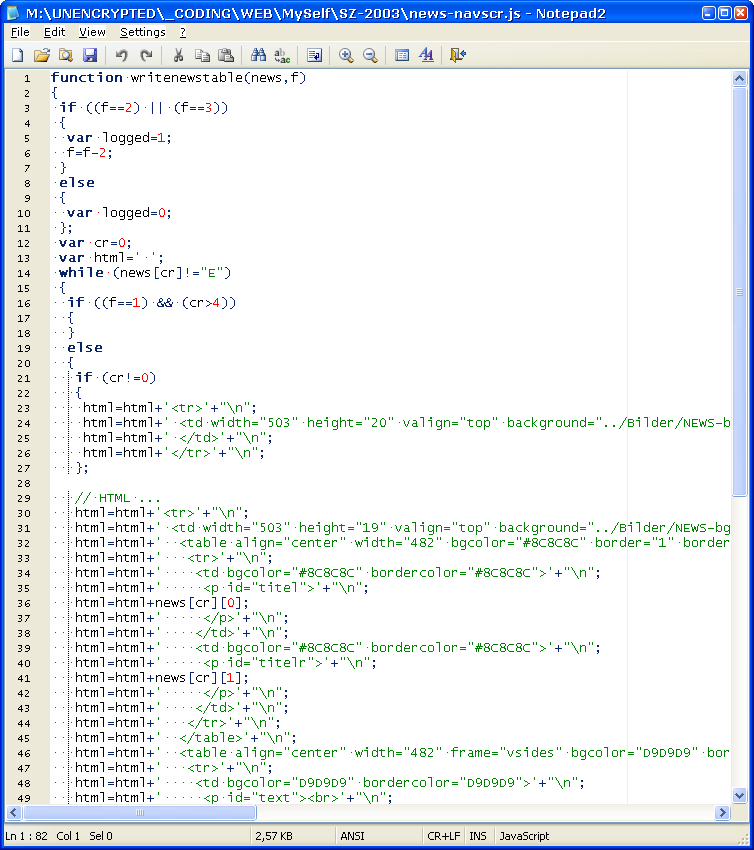 M:\UNENCRYPTED\_CODING\WEB\MySelf\SZ-2003\news-navscr.js - Notepad2
File Edit View Settings ?
1 function writenewstable(news,f)
2 {
3 if ((f==2) || (f==3))
4 {
5 var logged=1;
6 f=f-2;
7 }
8 else
9 {
10 var logged=0;
11 };
12 var cr=0;
13 var html=' ';
14 while (news[cr]!="E")
15 {
16 if ((f==1) && (cr>4))
17 {
18 }
19 else
20 {
21 if (cr!=0)
22 {
23 html=html+'<tr>'+"\n";
24 html=html+' <td width="503" height="20" valign="top" background="../Bilder/NEWS-b
25 html=html+' </td>'+"\n";
26 html=html+'</tr>'+"\n";
27 };
28
29 // HTML ...
30 html=html+'<tr>'+"\n";
31 html=html+' <td width="503" height="19" valign="top" background="../Bilder/NEWS-bg
32 html=html+'  <table align="center" width="482" bgcolor="#8C8C8C" border="1" border
33 html=html+'   <tr>'+"\n";
34 html=html+'    <td bgcolor="#8C8C8C" bordercolor="#8C8C8C">'+"\n";
35 html=html+'     <p id="titel">'+"\n";
36 html=html+news[cr][0];
37 html=html+'     </p>'+"\n";
38 html=html+'    </td>'+"\n";
39 html=html+'    <td bgcolor="#8C8C8C" bordercolor="#8C8C8C">'+"\n";
40 html=html+'     <p id="titelr">'+"\n";
41 html=html+news[cr][1];
42 html=html+'     </p>'+"\n";
43 html=html+'    </td>'+"\n";
44 html=html+'   </tr>'+"\n";
45 html=html+'  </table>'+"\n";
46 html=html+'  <table align="center" width="482" frame="vsides" bgcolor="D9D9D9" bor
47 html=html+'   <tr>'+"\n";
48 html=html+'    <td bgcolor="D9D9D9" bordercolor="D9D9D9">'+"\n";
49 html=html+'     <p id="text"><br>'+"\n";
Ln 1 : 82 Col 1 Sel 0 2,57 KB ANSI CR+LF INS JavaScript